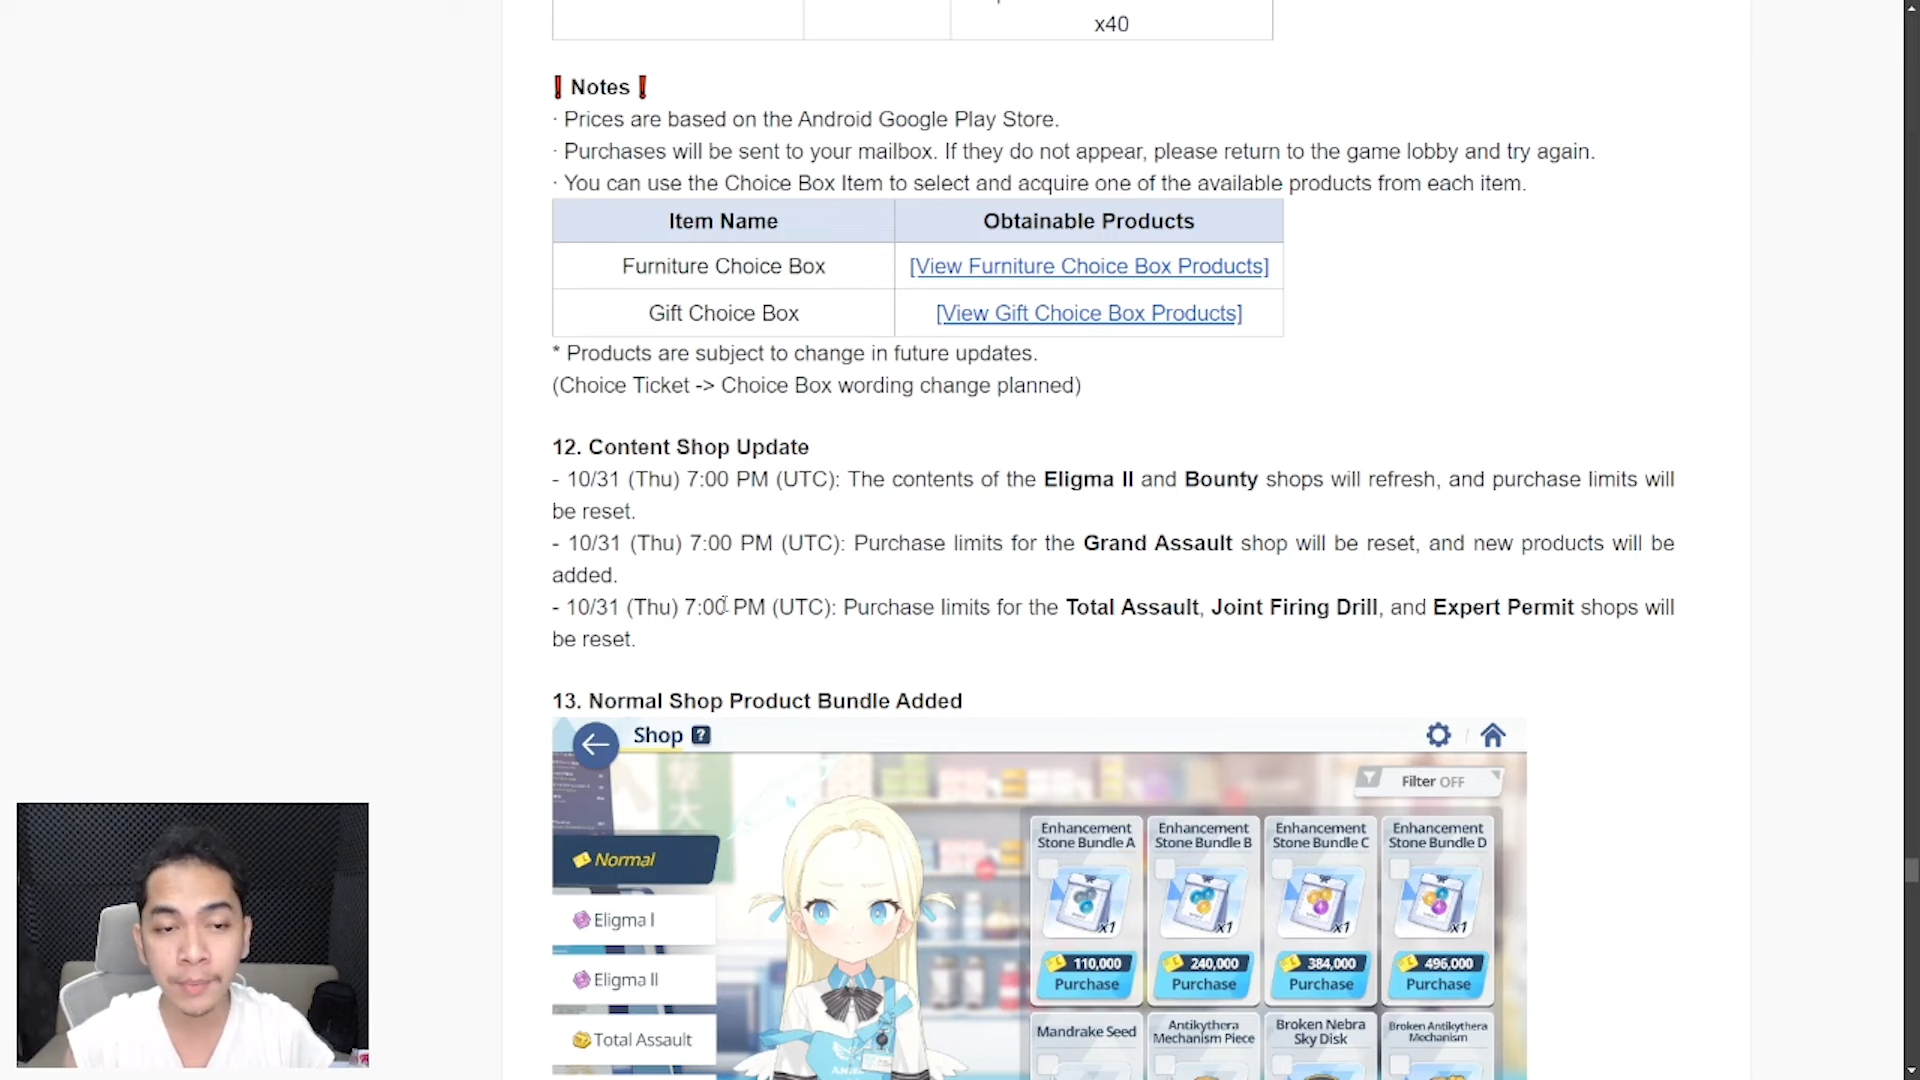 x40
❗Notes❗
· Prices are based on the Android Google Play Store.
· Purchases will be sent to your mailbox. If they do not appear, please return to the game lobby and try again.
· You can use the Choice Box Item to select and acquire one of the available products from each item.
Item Name Obtainable Products
Furniture Choice Box [View Furniture Choice Box Products]
Gift Choice Box [View Gift Choice Box Products]
* Products are subject to change in future updates.
(Choice Ticket -> Choice Box wording change planned)
12. Content Shop Update
- 10/31 (Thu) 7:00 PM (UTC): The contents of the Eligma II and Bounty shops will refresh, and purchase limits will
be reset.
- 10/31 (Thu) 7:00 PM (UTC): Purchase limits for the Grand Assault shop will be reset, and new products will be
added.
- 10/31 (Thu) 7:00 PM (UTC): Purchase limits for the Total Assault, Joint Firing Drill, and Expert Permit shops will
be reset.
13. Normal Shop Product Bundle Added
Shop ?
Filter OFF
Normal
Eligma I
Eligma II
Total Assault
Enhancement Stone Bundle A
x1
110,000
Purchase
Enhancement Stone Bundle B
x1
240,000
Purchase
Enhancement Stone Bundle C
x1
384,000
Purchase
Enhancement Stone Bundle D
x1
496,000
Purchase
Mandrake Seed
Antikythera Mechanism Piece
Broken Nebra Sky Disk
Broken Antikythera Mechanism